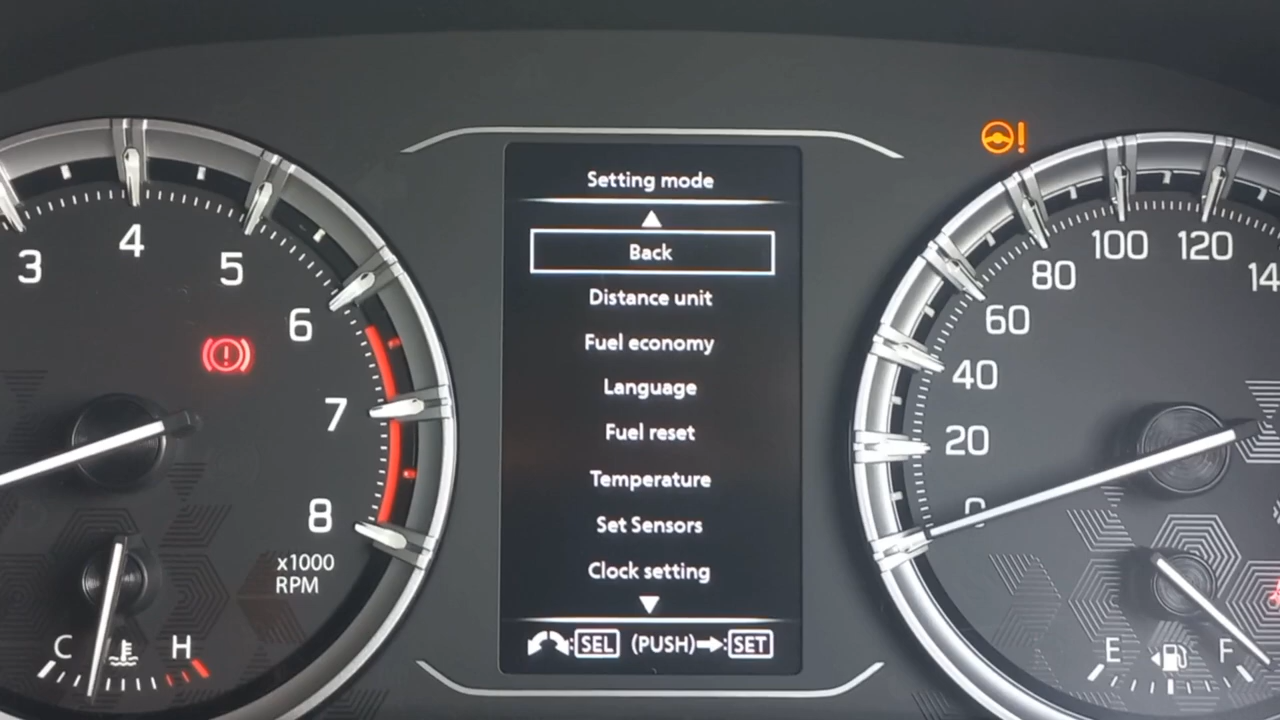 Setting mode
Back
Distance unit
Fuel economy
Language
Fuel reset
Temperature
Set Sensors
Clock setting
SEL (PUSH) SET
3
4
5
6
7
8
x1000
RPM
C
H
0
20
40
60
80
100
120
E
F